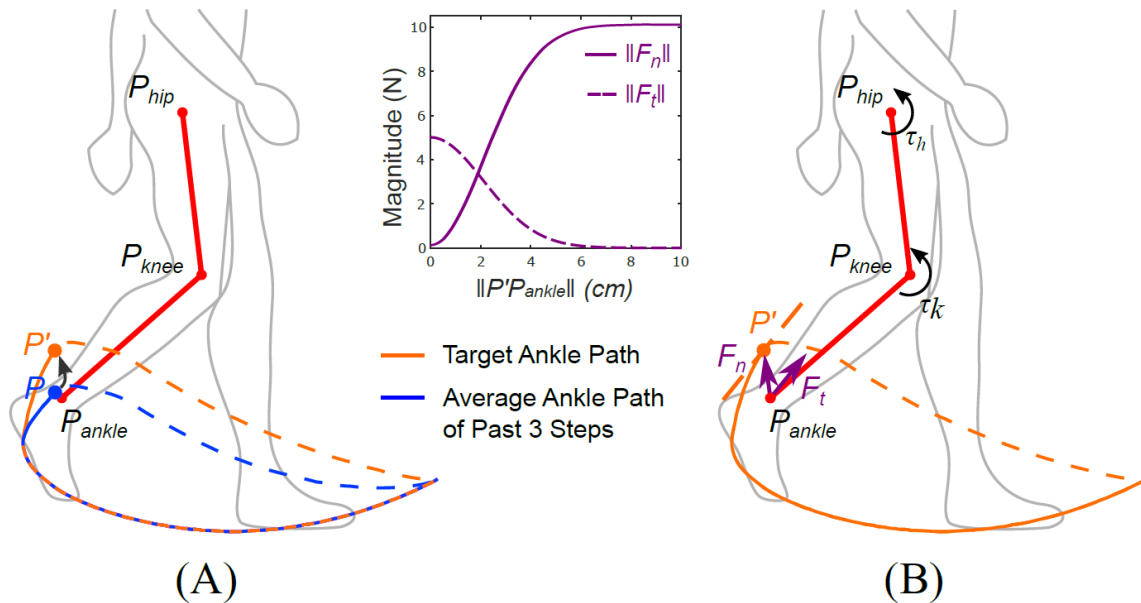 P_hip
P_knee
P'
P
P_ankle
(A)
Magnitude (N)
10
8
6
4
2
0
0
2
4
6
8
10
‖F_n‖
‖F_t‖
‖P'P_ankle‖ (cm)
Target Ankle Path
Average Ankle Path
of Past 3 Steps
P_hip
τ_h
P_knee
τ_k
P'
F_n
F_t
P_ankle
(B)